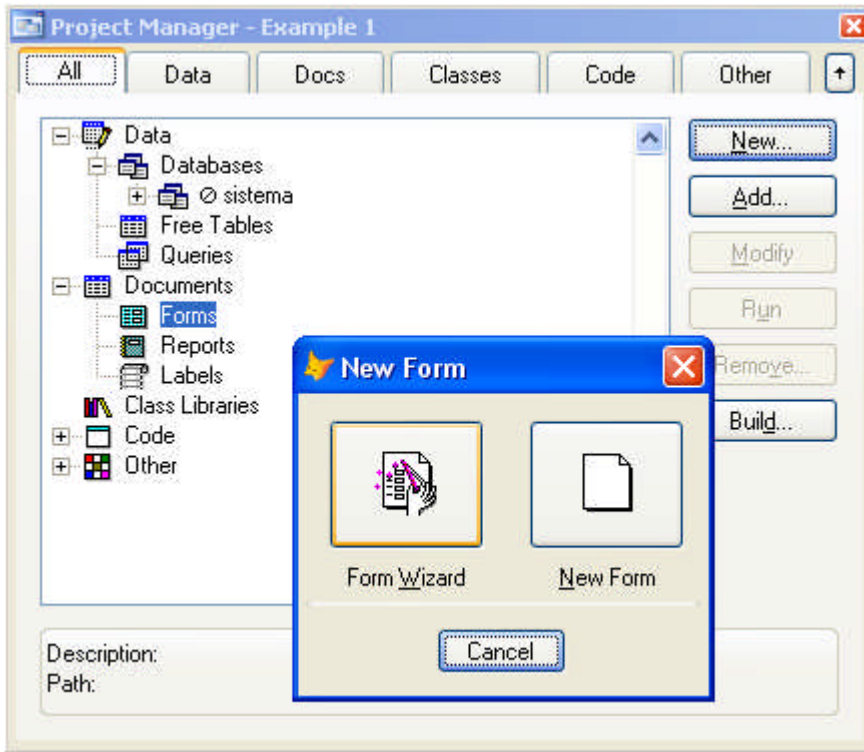 Project Manager - Example 1
All Data Docs Classes Code Other
Data
Databases
sistema
Free Tables
Queries
Documents
Forms
Reports
Labels
Class Libraries
Code
Other
New...
Add...
Modify
Run
Remove...
Build...
New Form
Form Wizard New Form
Cancel
Description:
Path: